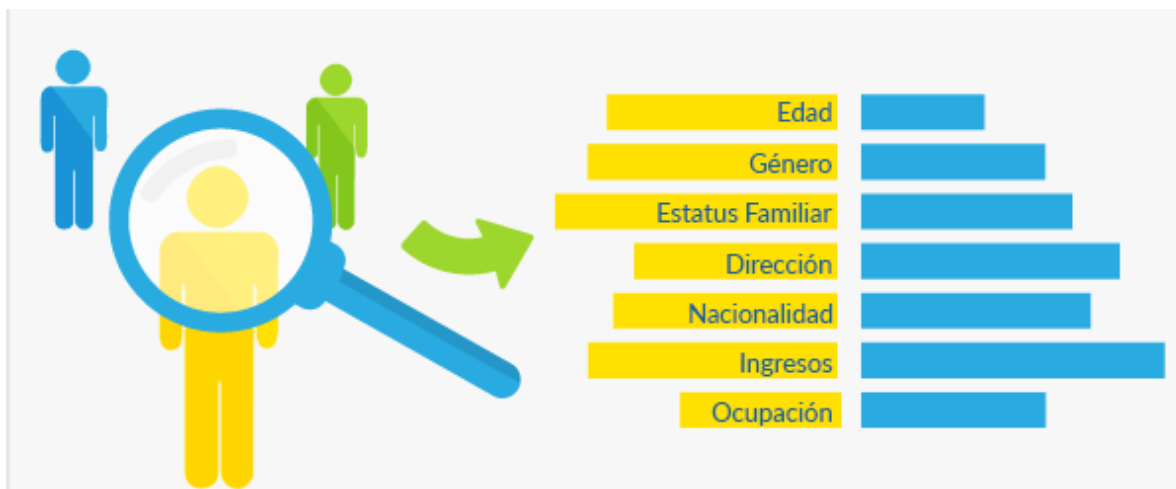 Edad
Género
Estatus Familiar
Dirección
Nacionalidad
Ingresos
Ocupación